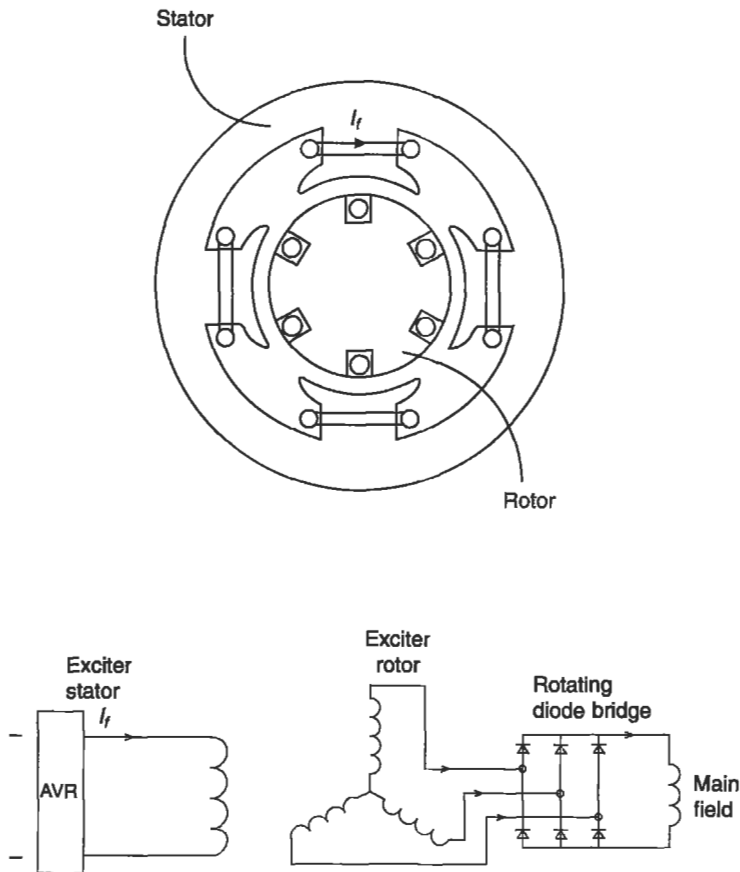 Stator
I_f
Rotor
Exciter
stator
I_f
AVR
Exciter
rotor
Rotating
diode bridge
Main
field